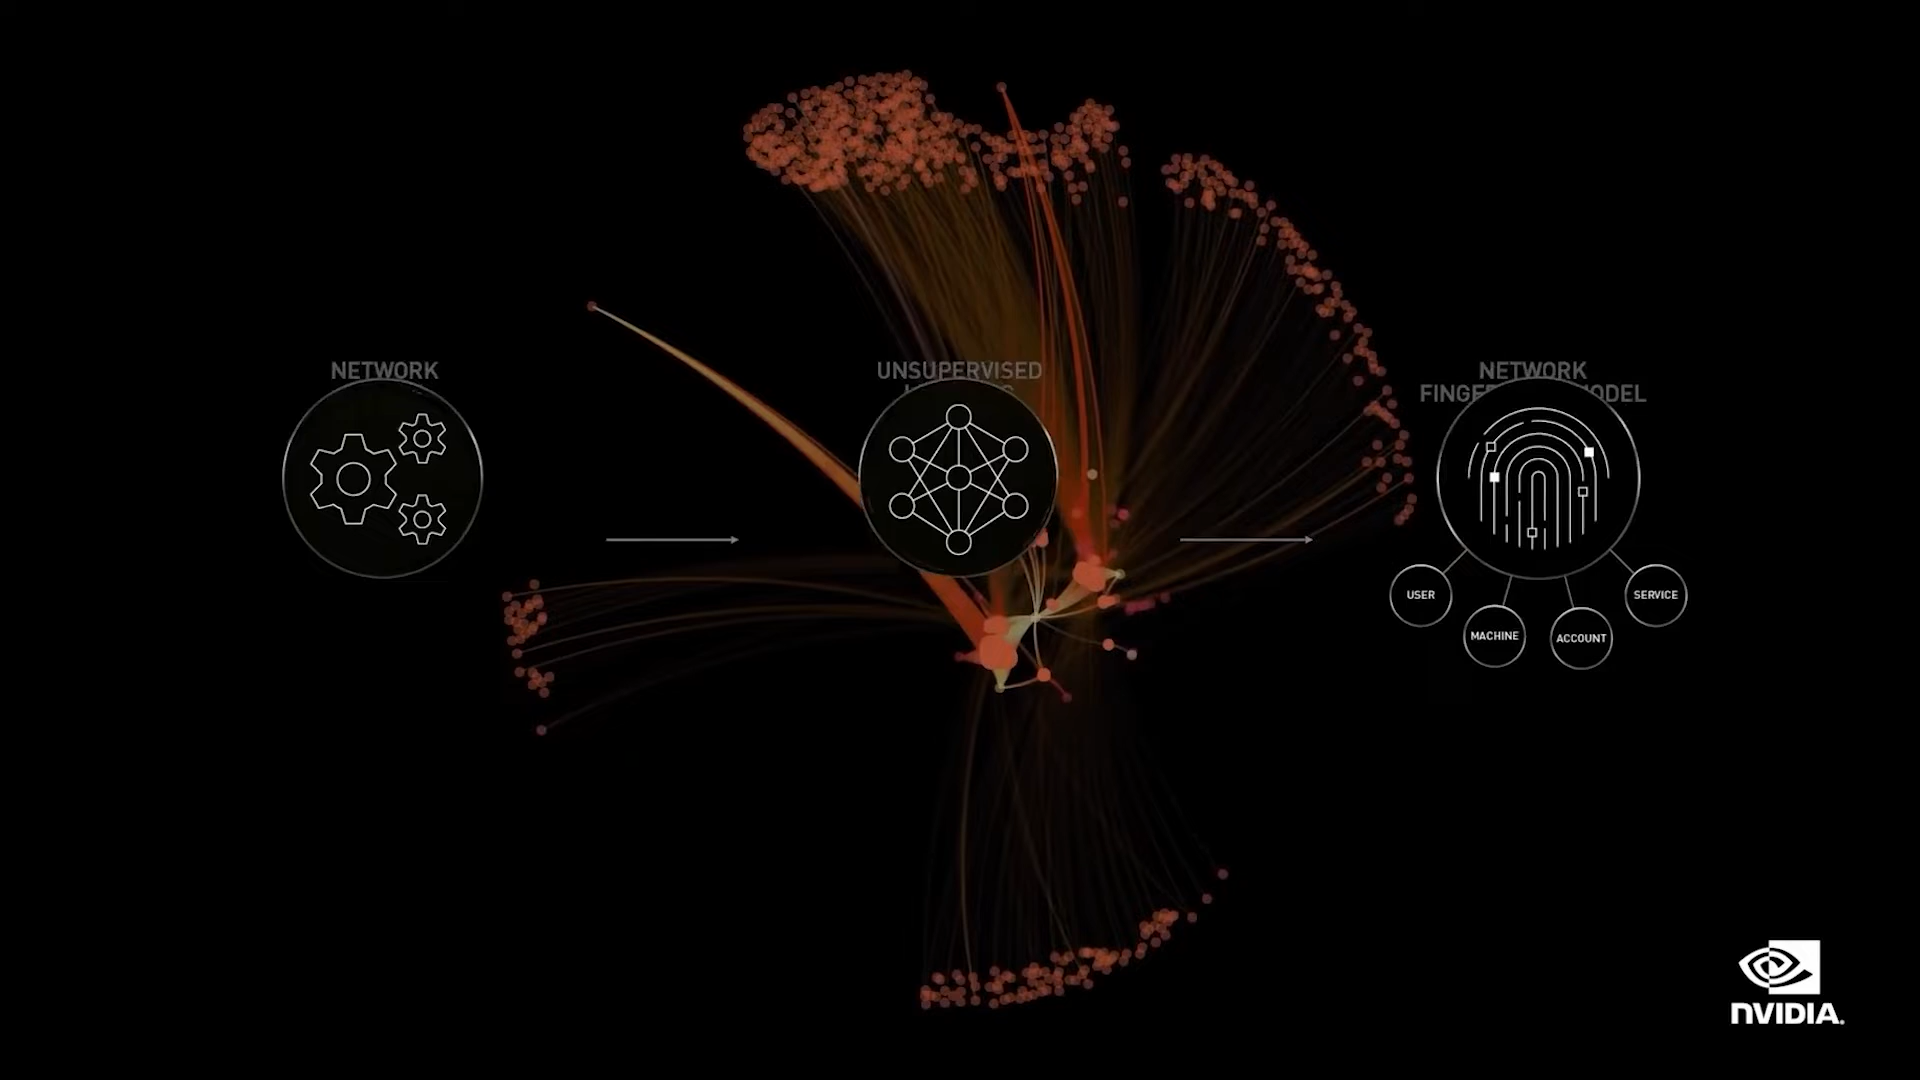 NETWORK
UNSUPERVISED
NETWORK
USER
MACHINE
ACCOUNT
SERVICE
NVIDIA.